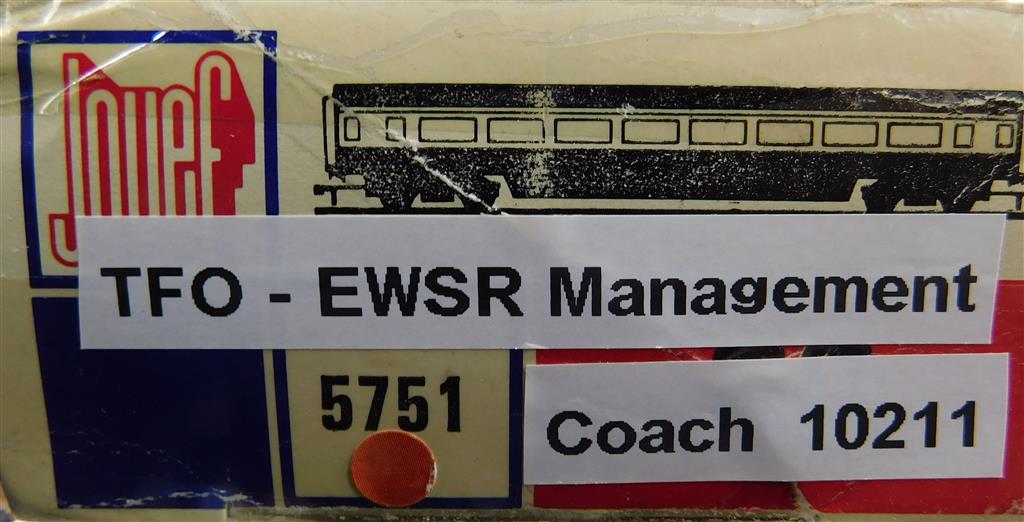 Jouef
TFO - EWSR Management
5751
Coach 10211